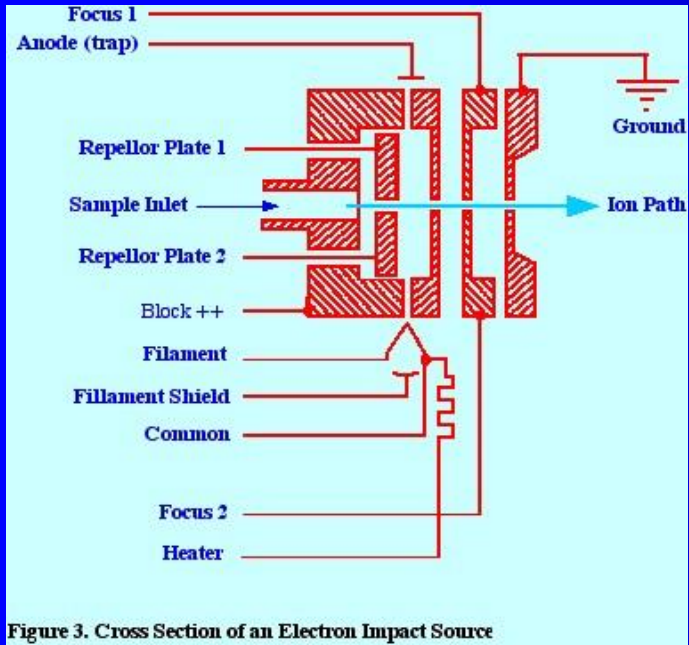 Focus 1
Anode (trap)
Ground
Repellor Plate 1
Sample Inlet
Ion Path
Repellor Plate 2
Block ++
Filament
Fillament Shield
Common
Focus 2
Heater
Figure 3. Cross Section of an Electron Impact Source